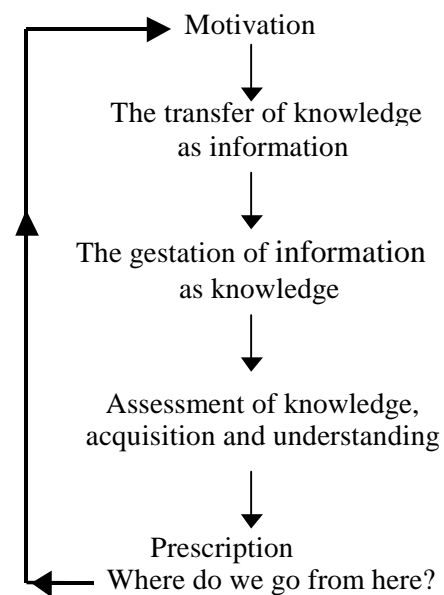 Motivation
The transfer of knowledge
as information
The gestation of information
as knowledge
Assessment of knowledge,
acquisition and understanding
Prescription
Where do we go from here?